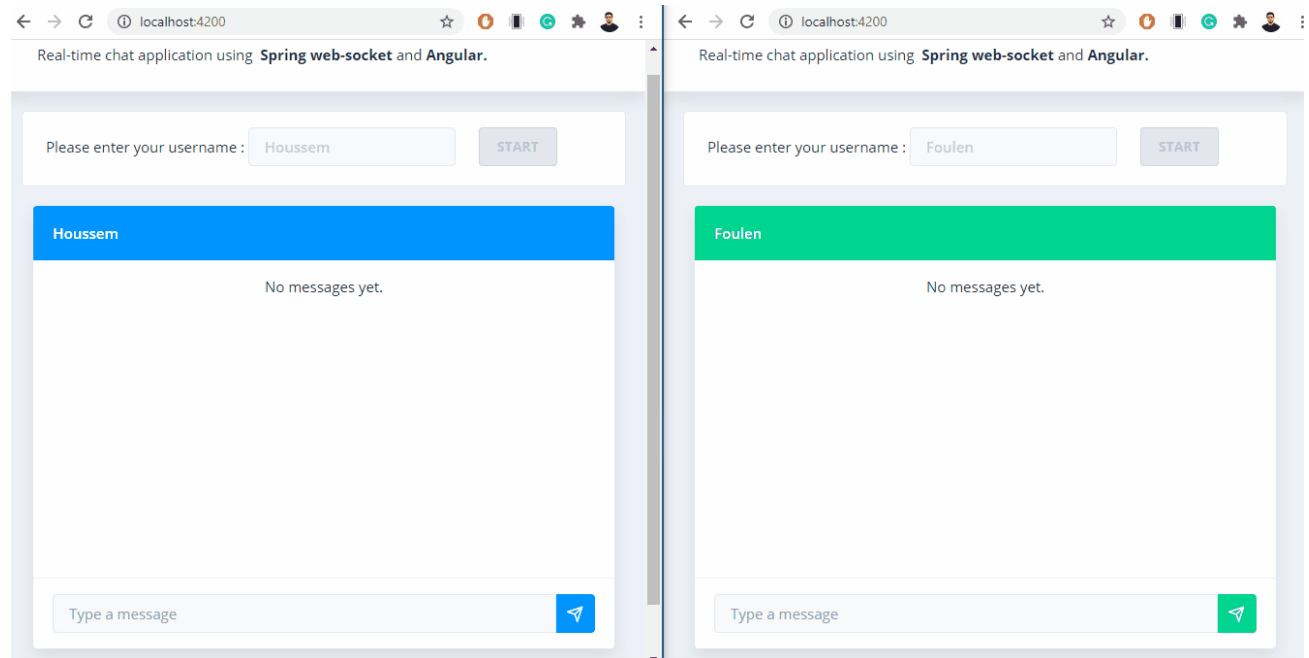 localhost:4200
Real-time chat application using Spring web-socket and Angular.
Please enter your username : Houssem START
Houssem
No messages yet.
Type a message
localhost:4200
Real-time chat application using Spring web-socket and Angular.
Please enter your username : Foulen START
Foulen
No messages yet.
Type a message